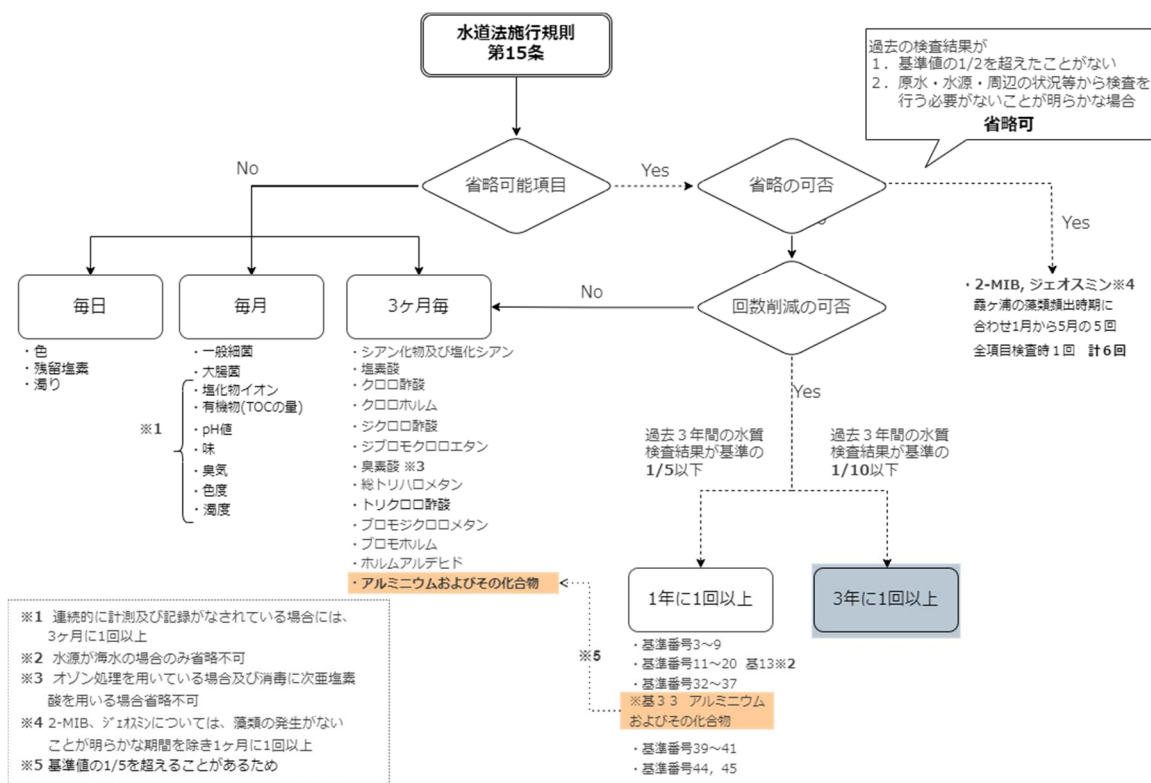 水道法施行規則
第15条
過去の検査結果が
1．基準値の1/2を超えたことがない
2．原水・水源・周辺の状況等から検査を
行う必要がないことが明らかな場合
省略可
No
省略可能項目
Yes
省略の可否
Yes
毎日
毎月
3ヶ月毎
No
回数削減の可否
・2-MIB, ジェオスミン※4
霞ヶ浦の藻類頻出時期に
合わせ1月から5月の５回
全項目検査時１回　計６回
・色
・残留塩素
・濁り
・一般細菌
・大腸菌
・塩化物イオン
・有機物(TOCの量)
※1
・pH値
・味
・臭気
・色度
・濁度
・シアン化物及び塩化シアン
・塩素酸
・クロロ酢酸
・クロロホルム
・ジクロロ酢酸
・ジブロモクロロエタン
・臭素酸 ※3
・総トリハロメタン
・トリクロロ酢酸
・ブロモジクロロメタン
・ブロモホルム
・ホルムアルデヒド
・アルミニウムおよびその化合物
Yes
過去３年間の水質
検査結果が基準の
1/5以下
過去３年間の水質
検査結果が基準の
1/10以下
1年に1回以上
3年に1回以上
※5
・基準番号3～9
・基準番号11～20 基13※2
・基準番号32～37
※基３３ アルミニウム
およびその化合物
・基準番号39～41
・基準番号44，45
※1 連続的に計測及び記録がなされている場合には、
3ヶ月に1回以上
※2 水源が海水の場合のみ省略不可
※3 オゾン処理を用いている場合及び消毒に次亜塩素
酸を用いる場合省略不可
※4 2-MIB、ｼﾞｪｵｽﾐﾝについては、藻類の発生がない
ことが明らかな期間を除き1ヶ月に1回以上
※5 基準値の1/5を超えることがあるため